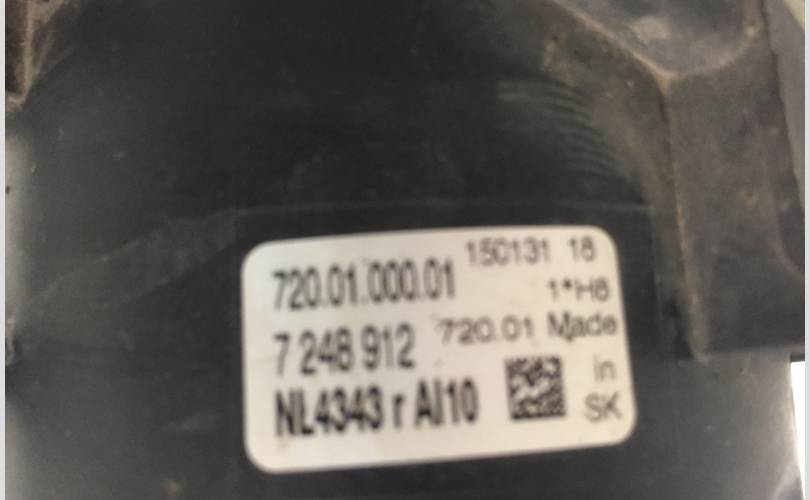 720.01.000.01 150131 18
1*H8
7 248 912 720.01 Made
NL4343 r AI10 in
SK